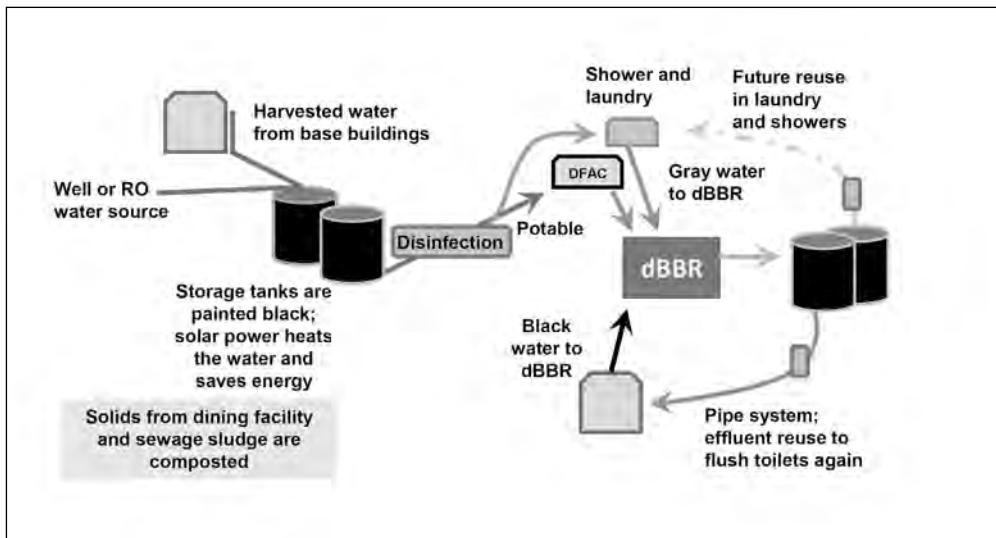 Harvested water
from base buildings
Well or RO
water source
Storage tanks are
painted black;
solar power heats
the water and
saves energy
Solids from dining facility
and sewage sludge are
composted
Disinfection
Potable
Shower and
laundry
DFAC
Future reuse
in laundry
and showers
Gray water
to dBBR
dBBR
Black
water to
dBBR
Pipe system;
effluent reuse to
flush toilets again